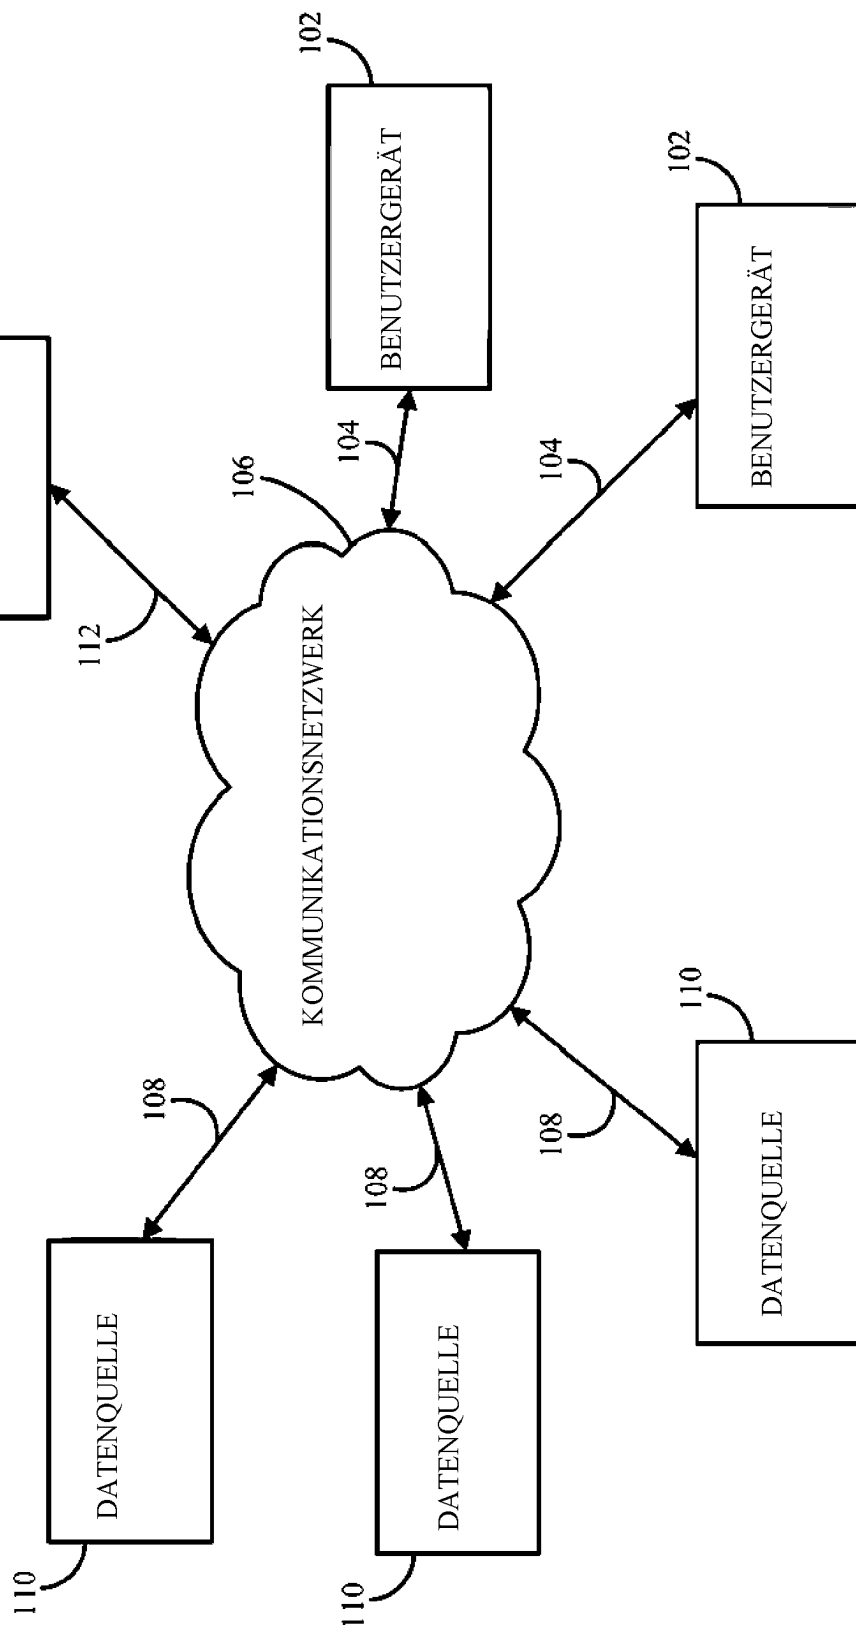 110
DATENQUELLE
112
108
106
102
KOMMUNIKATIONSNETZWERK
110
108
104
BENUTZERGERÄT
DATENQUELLE
108
104
110
102
DATENQUELLE
BENUTZERGERÄT